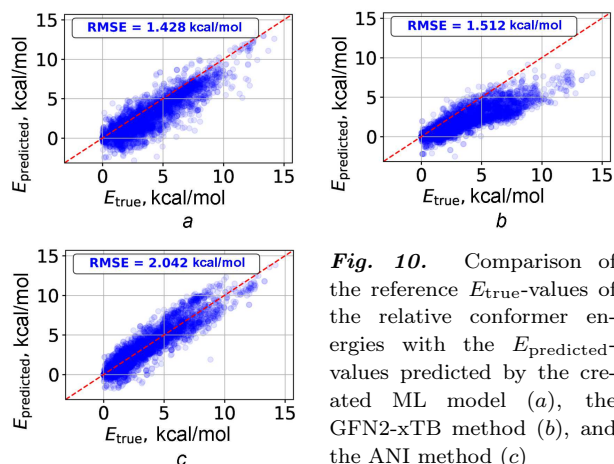 RMSE = 1.428 kcal/mol
15
10
5
0
E_predicted, kcal/mol
0 5 10 15
E_true, kcal/mol
a
RMSE = 1.512 kcal/mol
15
10
5
0
E_predicted, kcal/mol
0 5 10 15
E_true, kcal/mol
b
RMSE = 2.042 kcal/mol
15
10
5
0
E_predicted, kcal/mol
0 5 10 15
E_true, kcal/mol
c
Fig. 10. Comparison of
the reference E_true-values of
the relative conformer en-
ergies with the E_predicted-
values predicted by the cre-
ated ML model (a), the
GFN2-xTB method (b), and
the ANI method (c)